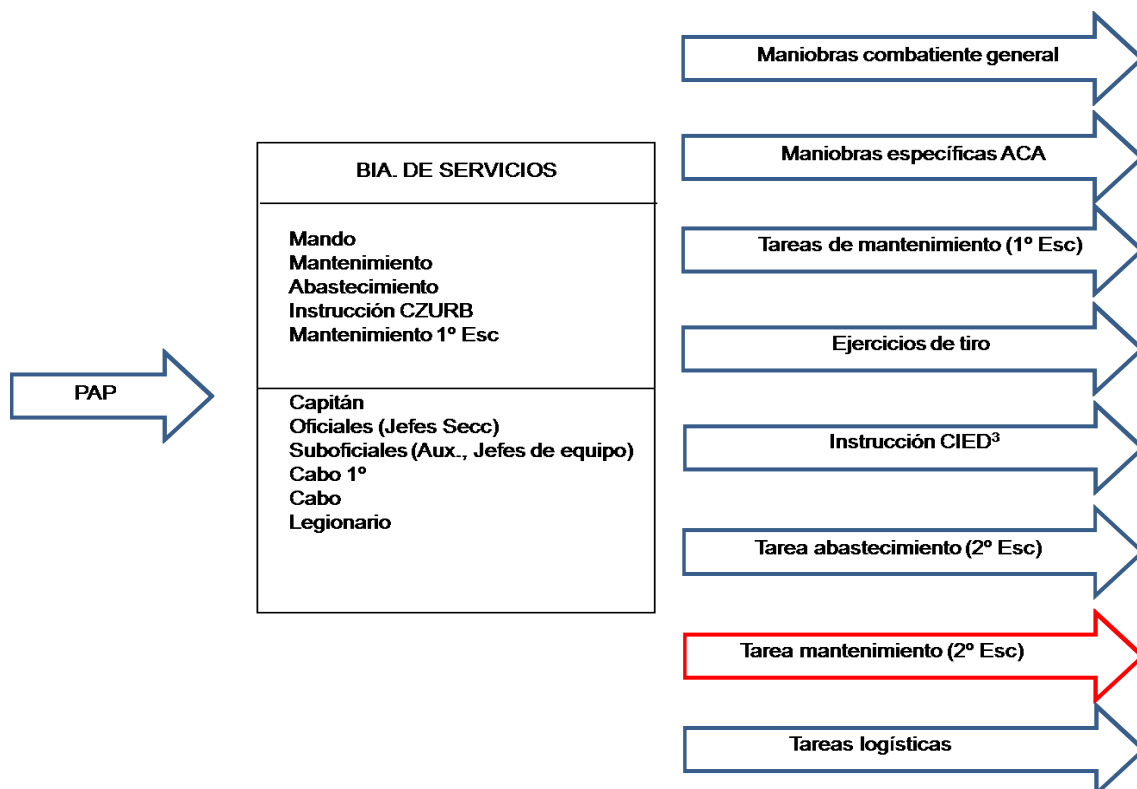 PAP
BIA. DE SERVICIOS
Mando
Mantenimiento
Abastecimiento
Instrucción CZURB
Mantenimiento 1º Esc
Capitán
Oficiales (Jefes Secc)
Suboficiales (Aux., Jefes de equipo)
Cabo 1º
Cabo
Legionario
Maniobras combatiente general
Maniobras específicas ACA
Tareas de mantenimiento (1º Esc)
Ejercicios de tiro
Instrucción CIED³
Tarea abastecimiento (2º Esc)
Tarea mantenimiento (2º Esc)
Tareas logísticas